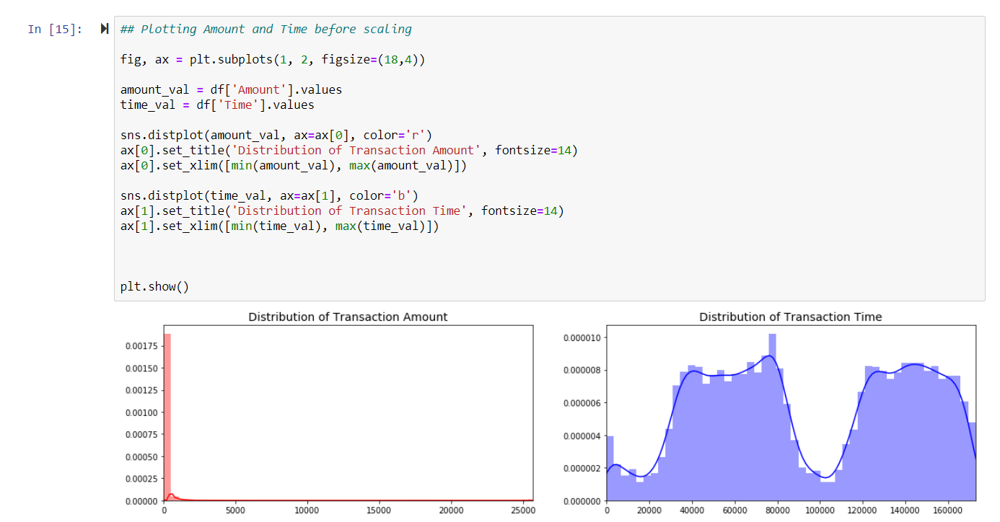 In [15]:
## Plotting Amount and Time before scaling
fig, ax = plt.subplots(1, 2, figsize=(18,4))
amount_val = df['Amount'].values
time_val = df['Time'].values
sns.distplot(amount_val, ax=ax[0], color='r')
ax[0].set_title('Distribution of Transaction Amount', fontsize=14)
ax[0].set_xlim([min(amount_val), max(amount_val)])
sns.distplot(time_val, ax=ax[1], color='b')
ax[1].set_title('Distribution of Transaction Time', fontsize=14)
ax[1].set_xlim([min(time_val), max(time_val)])
plt.show()
Distribution of Transaction Amount
0.00175
0.00150
0.00125
0.00100
0.00075
0.00050
0.00025
0.00000
0 5000 10000 15000 20000 25000
Distribution of Transaction Time
0.000010
0.000008
0.000006
0.000004
0.000002
0.000000
0 20000 40000 60000 80000 100000 120000 140000 160000